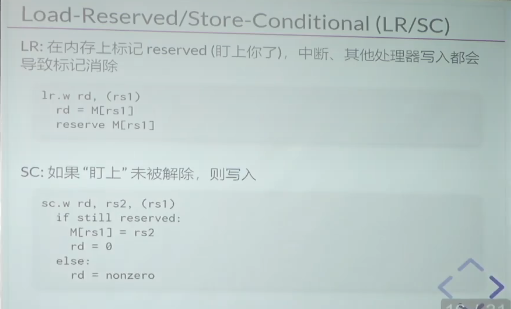 Load-Reserved/Store-Conditional (LR/SC)
LR: 在内存上标记 reserved (盯上你了)，中断、其他处理器写入都会
导致标记消除
lr.w rd, (rs1)
rd = M[rs1]
reserve M[rs1]
SC: 如果“盯上”未被解除，则写入
sc.w rd, rs2, (rs1)
if still reserved:
M[rs1] = rs2
rd = 0
else:
rd = nonzero